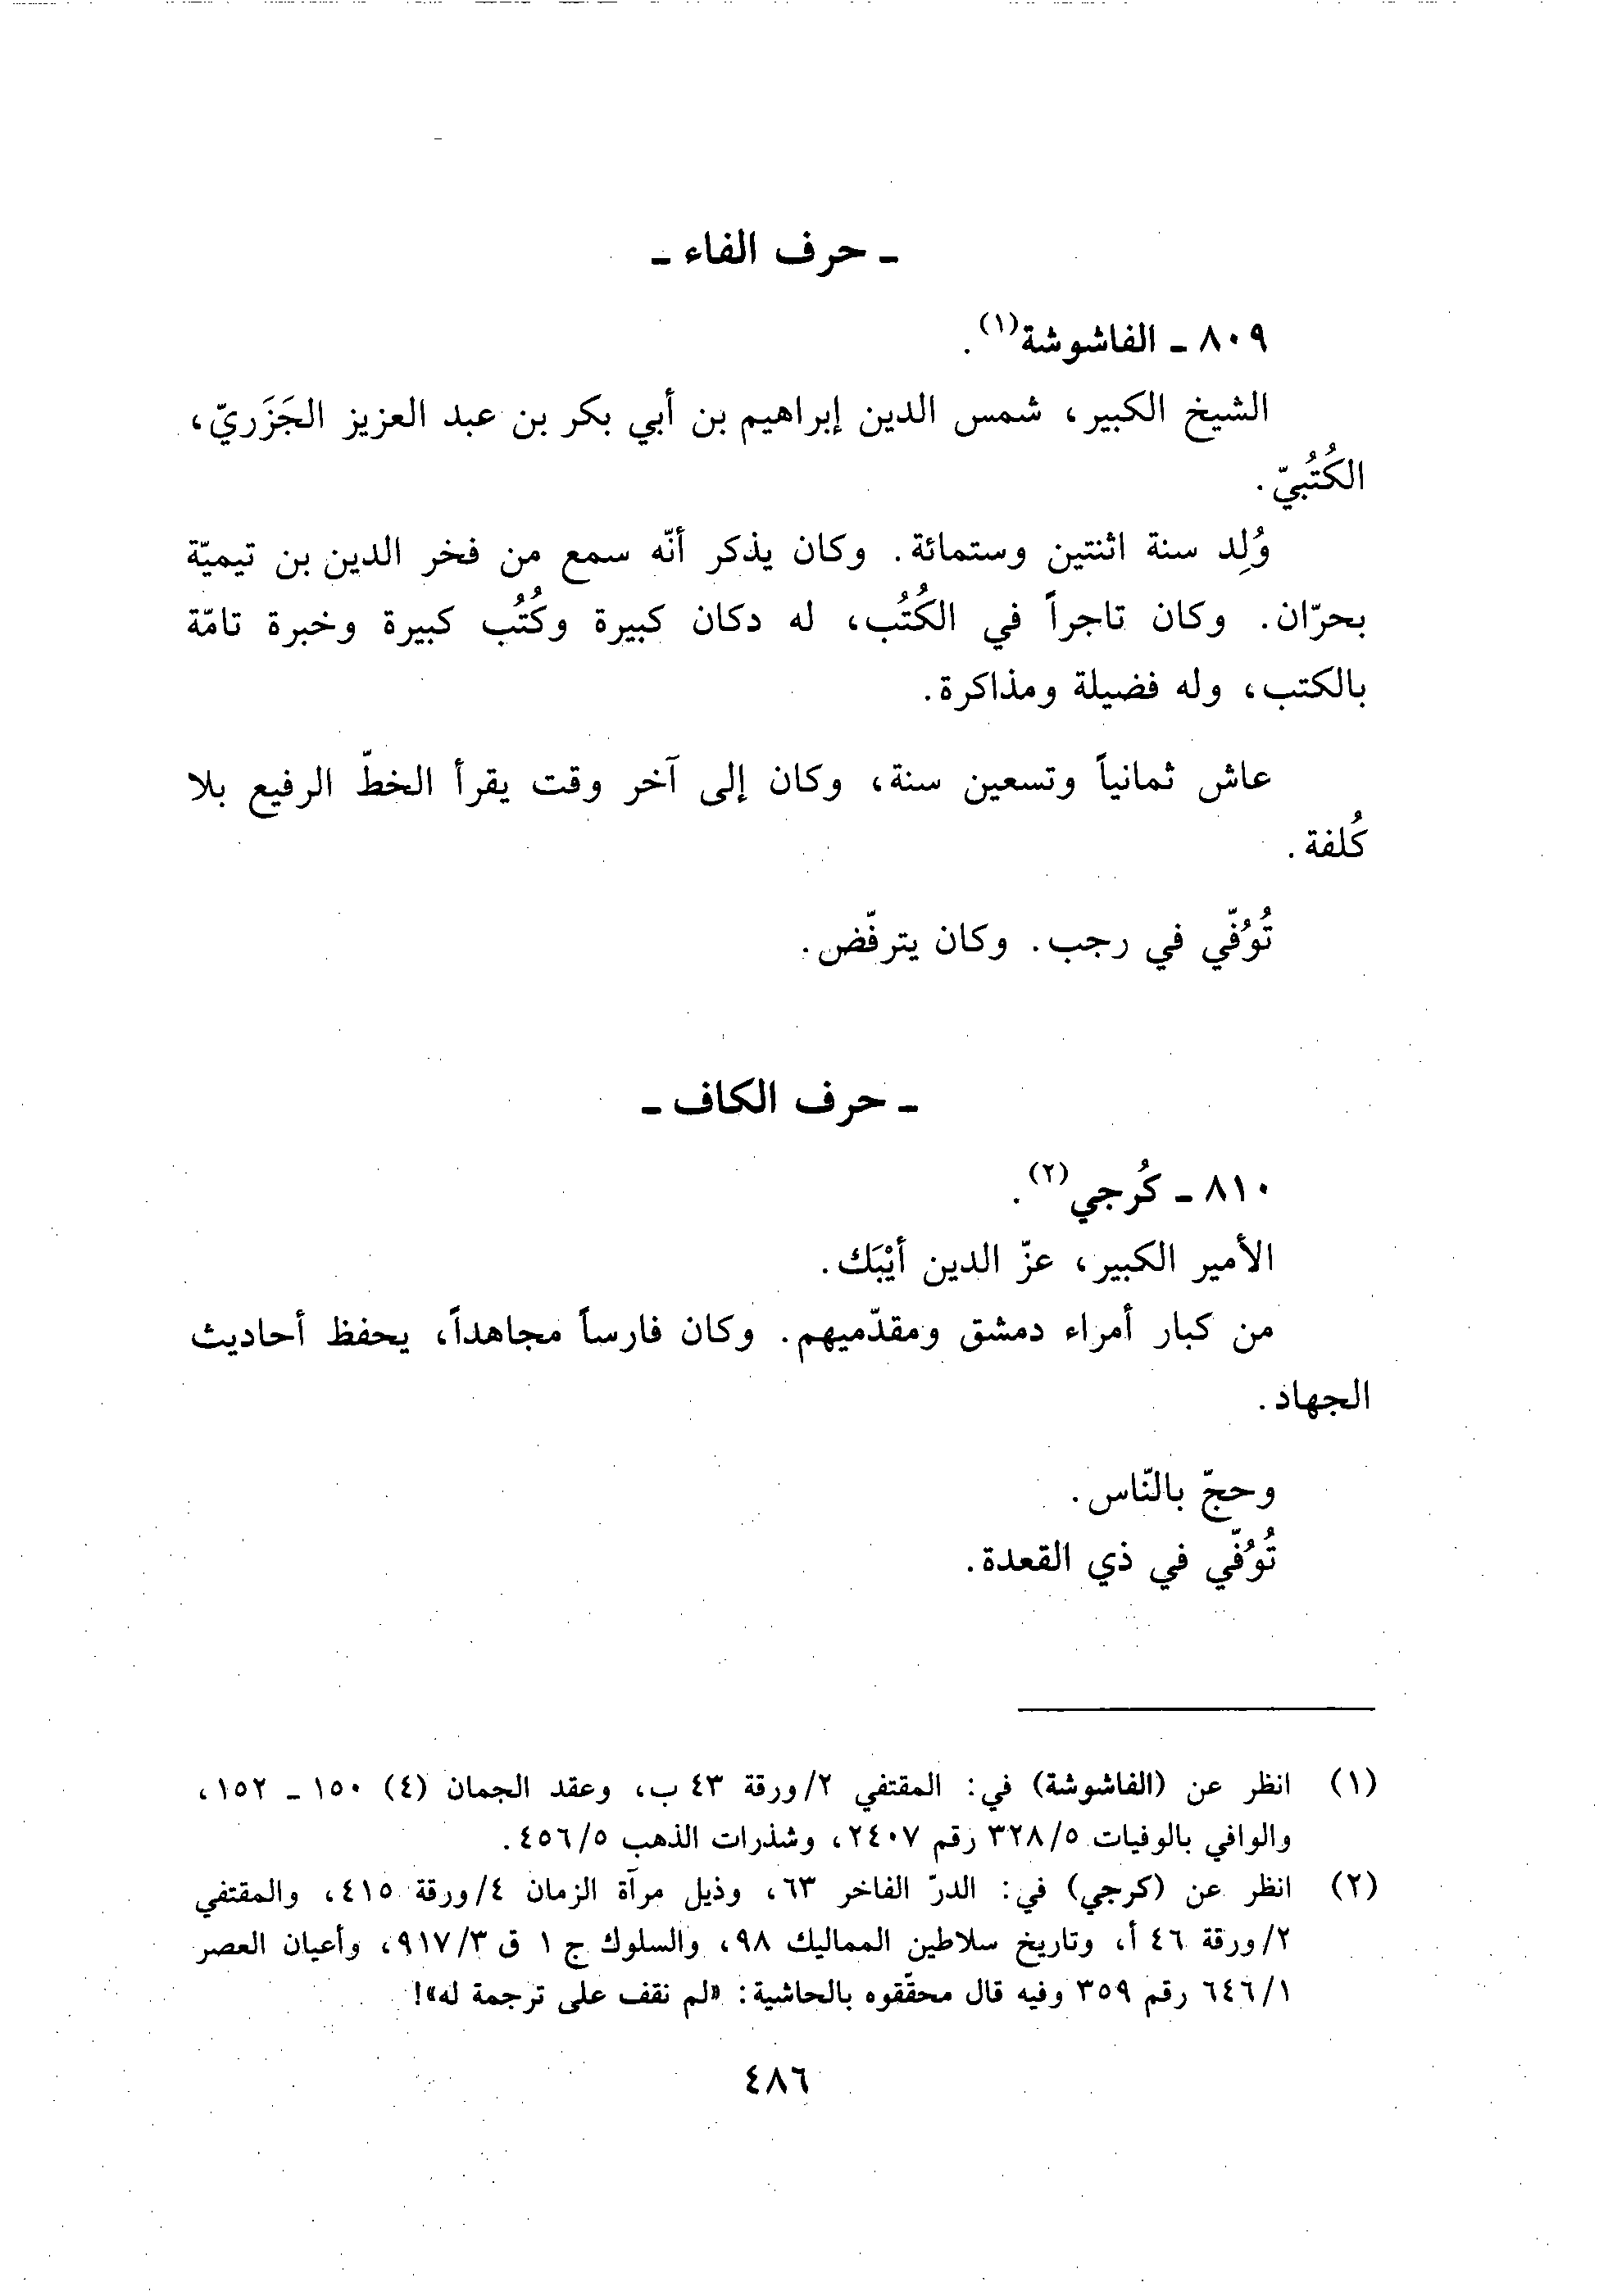 ـ حرف الفاء ـ
٨٠٩ ـ الفاشوشة(١).
الشيخ الكبير، شمس الدين إبراهيم بن أبي بكر بن عبد العزيز الجَزَريّ،
الكُتُبيّ.
وُلِد سنة اثنتين وستمائة. وكان يذكر أنّه سمع من فخر الدين بن تيميّة
بحرّان. وكان تاجراً في الكُتُب، له دكان كبيرة وكُتُب كبيرة وخبرة تامّة
بالكتب، وله فضيلة ومذاكرة.
عاش ثمانياً وتسعين سنة، وكان إلى آخر وقت يقرأ الخطّ الرفيع بلا
كُلفة.
تُوُفّي في رجب. وكان يترفّض.
ـ حرف الكاف ـ
٨١٠ ـ كُرجي(٢).
الأمير الكبير، عزّ الدين أيْبَك.
من كبار أمراء دمشق ومقدّميهم. وكان فارساً مجاهداً، يحفظ أحاديث
الجهاد.
وحجّ بالنّاس.
تُوُفّي في ذي القعدة.
(١) انظر عن (الفاشوشة) في: المقتفي ٢/ورقة ٤٣ ب، وعقد الجمان (٤) ١٥٠ ـ ١٥٢،
والوافي بالوفيات ٣٢٨/٥ رقم ٢٤٠٧، وشذرات الذهب ٤٥٦/٥.
(٢) انظر عن (كرجي) في: الدرّ الفاخر ٦٣، وذيل مرآة الزمان ٤/ورقة ٤١٥، والمقتفي
٢/ورقة ٤٦ أ، وتاريخ سلاطين المماليك ٩٨، والسلوك ج ١ ق ٩١٧/٣، وأعيان العصر
٦٤٦/١ رقم ٣٥٩ وفيه قال محقّقوه بالحاشية: «لم نقف على ترجمة له»!
٤٨٦